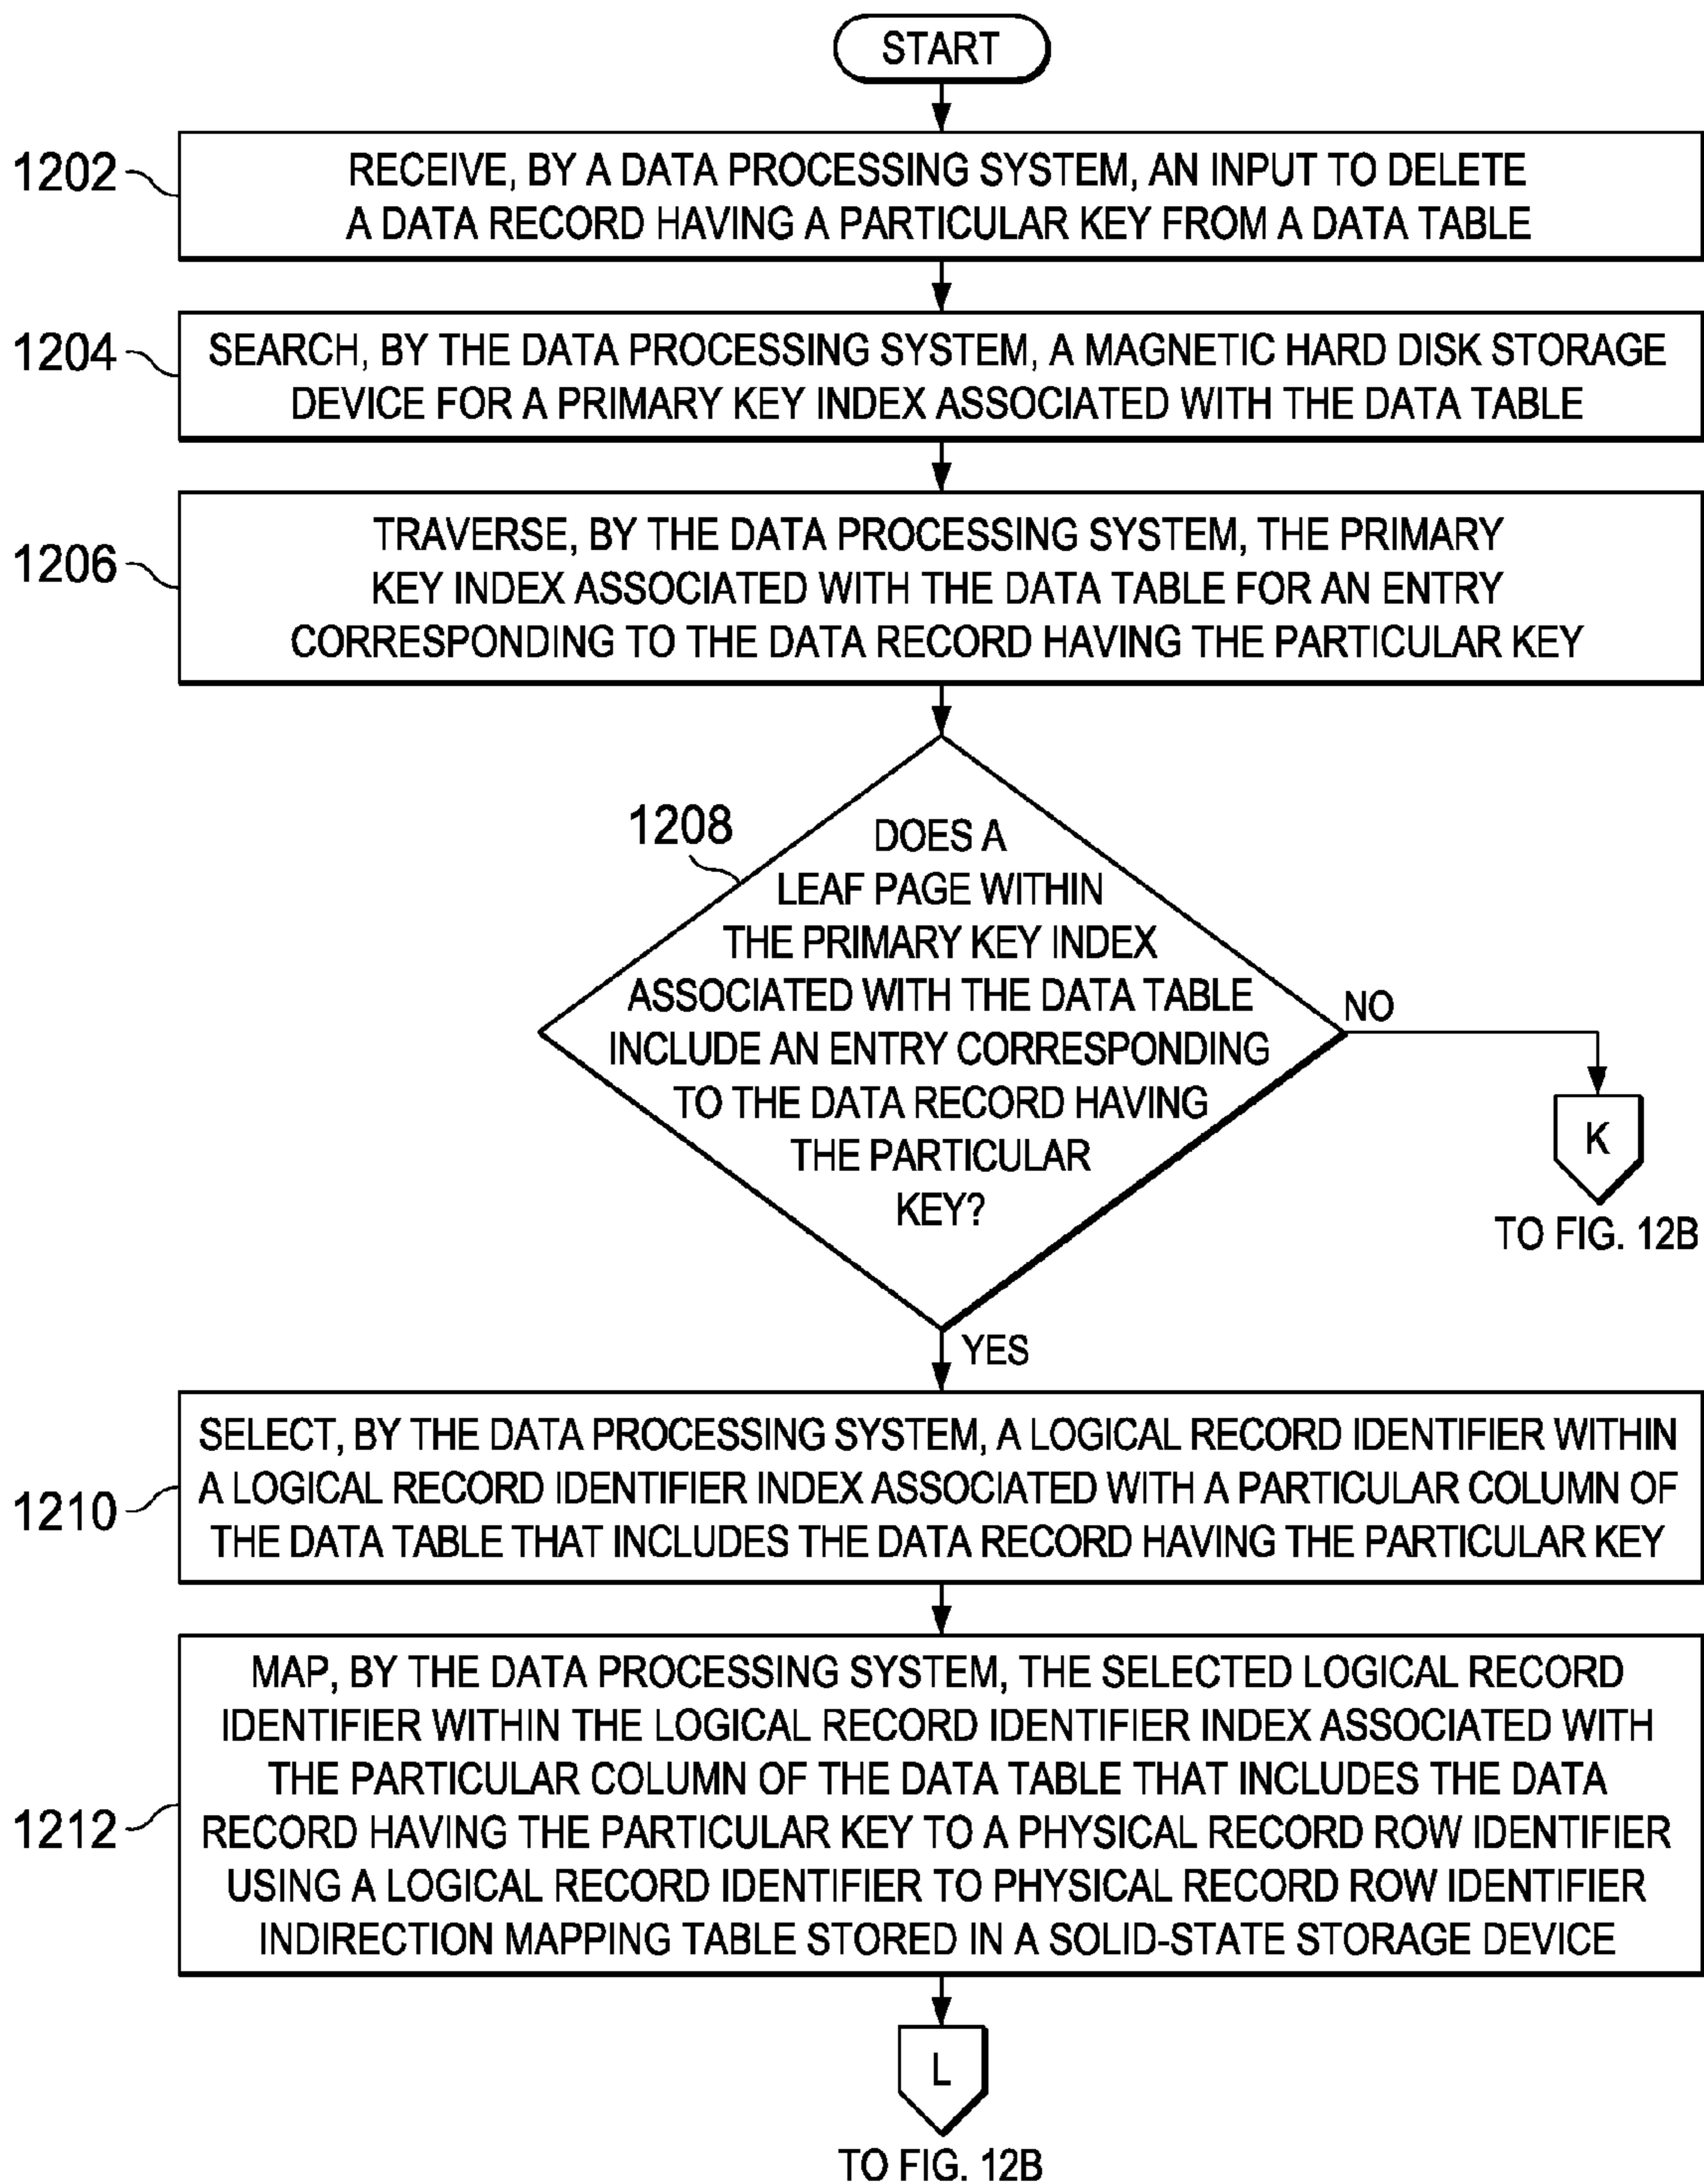 START
1202
RECEIVE, BY A DATA PROCESSING SYSTEM, AN INPUT TO DELETE
A DATA RECORD HAVING A PARTICULAR KEY FROM A DATA TABLE
1204
SEARCH, BY THE DATA PROCESSING SYSTEM, A MAGNETIC HARD DISK STORAGE
DEVICE FOR A PRIMARY KEY INDEX ASSOCIATED WITH THE DATA TABLE
1206
TRAVERSE, BY THE DATA PROCESSING SYSTEM, THE PRIMARY
KEY INDEX ASSOCIATED WITH THE DATA TABLE FOR AN ENTRY
CORRESPONDING TO THE DATA RECORD HAVING THE PARTICULAR KEY
1208
DOES A
LEAF PAGE WITHIN
THE PRIMARY KEY INDEX
ASSOCIATED WITH THE DATA TABLE
INCLUDE AN ENTRY CORRESPONDING
TO THE DATA RECORD HAVING
THE PARTICULAR
KEY?
NO
K
TO FIG. 12B
YES
1210
SELECT, BY THE DATA PROCESSING SYSTEM, A LOGICAL RECORD IDENTIFIER WITHIN
A LOGICAL RECORD IDENTIFIER INDEX ASSOCIATED WITH A PARTICULAR COLUMN OF
THE DATA TABLE THAT INCLUDES THE DATA RECORD HAVING THE PARTICULAR KEY
1212
MAP, BY THE DATA PROCESSING SYSTEM, THE SELECTED LOGICAL RECORD
IDENTIFIER WITHIN THE LOGICAL RECORD IDENTIFIER INDEX ASSOCIATED WITH
THE PARTICULAR COLUMN OF THE DATA TABLE THAT INCLUDES THE DATA
RECORD HAVING THE PARTICULAR KEY TO A PHYSICAL RECORD ROW IDENTIFIER
USING A LOGICAL RECORD IDENTIFIER TO PHYSICAL RECORD ROW IDENTIFIER
INDIRECTION MAPPING TABLE STORED IN A SOLID-STATE STORAGE DEVICE
L
TO FIG. 12B